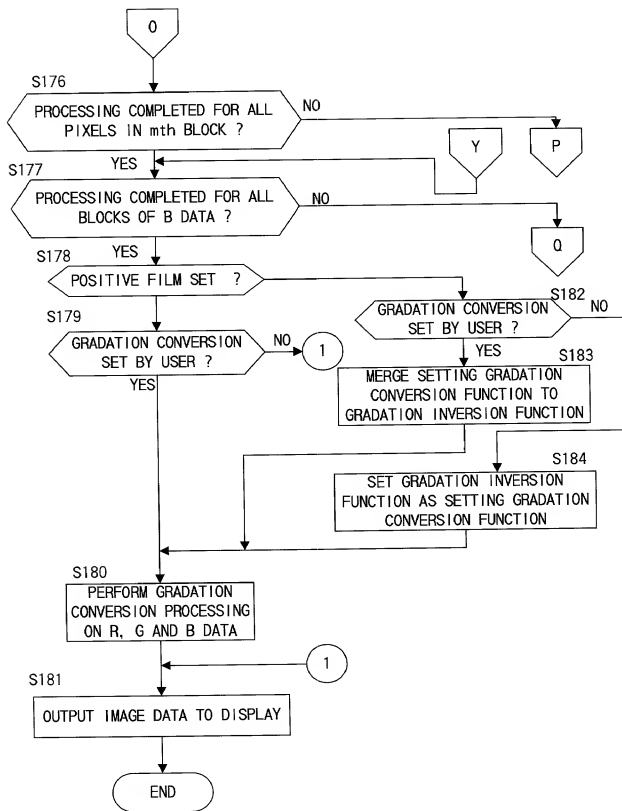 O
S176
PROCESSING COMPLETED FOR ALL
PIXELS IN mth BLOCK ?
NO
P
YES
Y
S177
PROCESSING COMPLETED FOR ALL
BLOCKS OF B DATA ?
NO
Q
YES
S178
POSITIVE FILM SET ?
S182
GRADATION CONVERSION
SET BY USER ?
NO
YES
S179
GRADATION CONVERSION
SET BY USER ?
NO
1
YES
S183
MERGE SETTING GRADATION
CONVERSION FUNCTION TO
GRADATION INVERSION FUNCTION
S184
SET GRADATION INVERSION
FUNCTION AS SETTING GRADATION
CONVERSION FUNCTION
S180
PERFORM GRADATION
CONVERSION PROCESSING
ON R, G AND B DATA
1
S181
OUTPUT IMAGE DATA TO DISPLAY
END